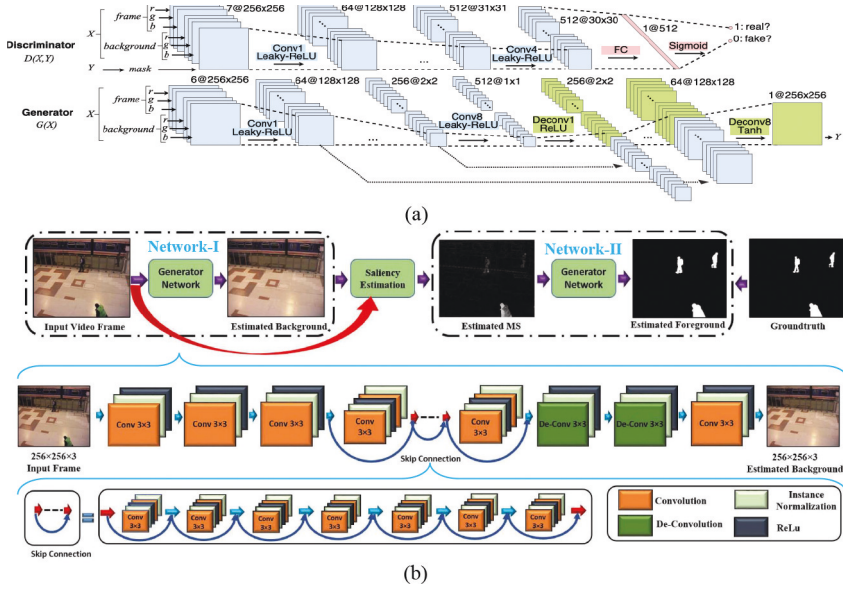 7@256x256
64@128x128
512@31x31
512@30x30
1@512
1: real?
0: fake?
Discriminator
D(X,Y)
X
frame
r
g
b
background
r
g
b
Y
mask
Conv1
Leaky-ReLU
...
Conv4
Leaky-ReLU
FC
Sigmoid
Generator
G(X)
X
frame
r
g
b
background
r
g
b
6@256x256
64@128x128
256@2x2
512@1x1
256@2x2
64@128x128
1@256x256
Conv1
Leaky-ReLU
...
Conv8
Leaky-ReLU
Deconv1
ReLU
...
Deconv8
Tanh
Y
(a)
Network-I
Network-II
Generator
Network
Saliency
Estimation
Generator
Network
Input Video Frame
Estimated Background
Estimated MS
Estimated Foreground
Groundtruth
Conv 3×3
Conv 3×3
Conv 3×3
Conv
3×3
Conv
3×3
De-Conv 3×3
De-Conv 3×3
Conv 3×3
256×256×3
Input Frame
Skip Connection
256×256×3
Estimated Background
Skip Connection
=
Conv
3×3
Conv
3×3
Conv
3×3
Conv
3×3
Conv
3×3
Conv
3×3
Conv
3×3
Convolution
Instance
Normalization
De-Convolution
ReLu
(b)